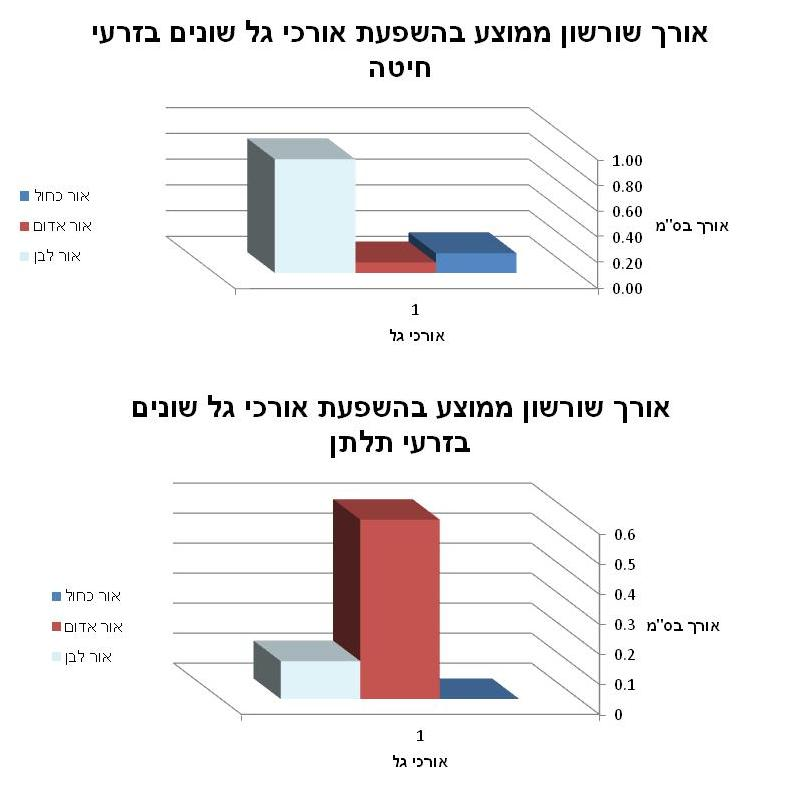 אורך שורשון ממוצע בהשפעת אורכי גל שונים בזרעי
חיטה
1.00
0.80
0.60
0.40
0.20
0.00
אורך בס"מ
אור כחול
אור אדום
אור לבן
1
אורכי גל
אורך שורשון ממוצע בהשפעת אורכי גל שונים
בזרעי תלתן
0.6
0.5
0.4
0.3
0.2
0.1
0
אורך בס"מ
אור כחול
אור אדום
אור לבן
1
אורכי גל